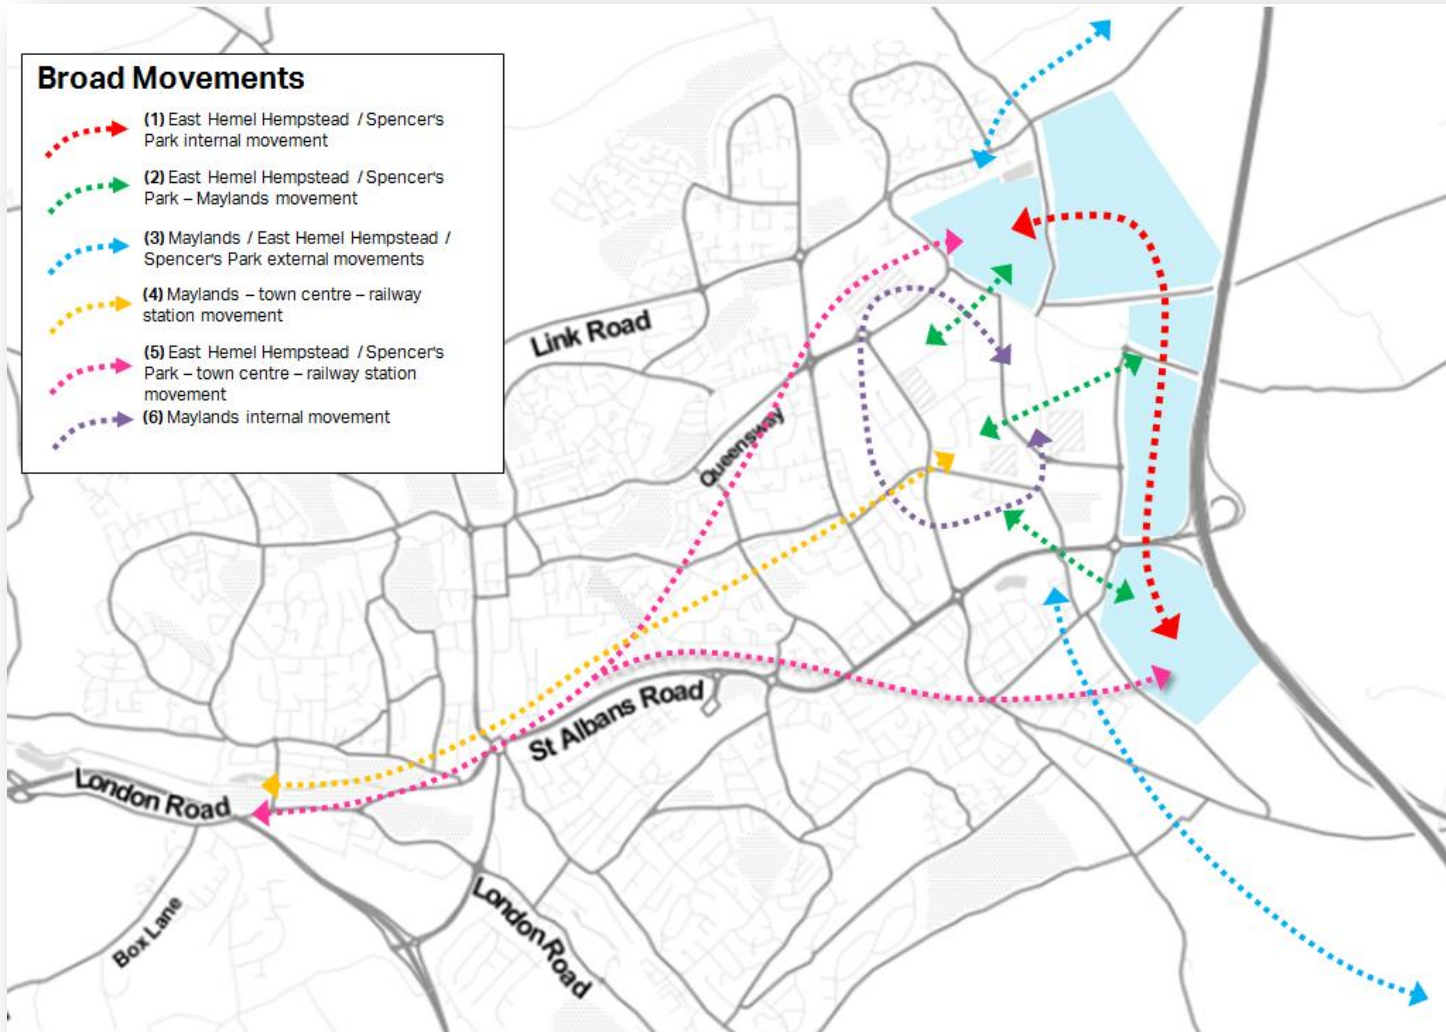 Broad Movements
(1) East Hemel Hempstead / Spencer's
Park internal movement
(2) East Hemel Hempstead / Spencer's
Park – Maylands movement
(3) Maylands / East Hemel Hempstead /
Spencer's Park external movements
(4) Maylands – town centre – railway
station movement
(5) East Hemel Hempstead / Spencer's
Park – town centre – railway station
movement
(6) Maylands internal movement
Link Road
Queensway
St Albans Road
London Road
Box Lane
London Road